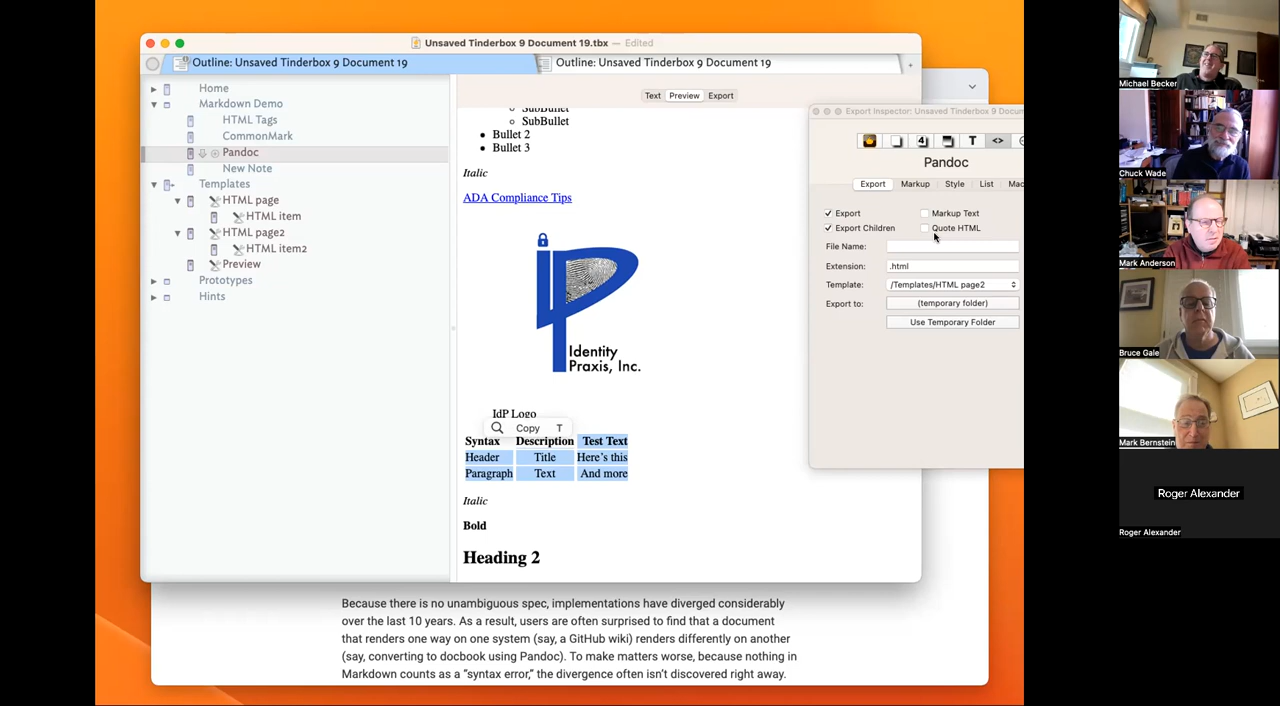 Unsaved Tinderbox 9 Document 19.tbx — Edited
Outline: Unsaved Tinderbox 9 Document 19
Outline: Unsaved Tinderbox 9 Document 19
+
Home
Markdown Demo
HTML Tags
CommonMark
Pandoc
New Note
Templates
HTML page
HTML item
HTML page2
HTML item2
Preview
Prototypes
Hints
Text Preview Export
SubBullet
SubBullet
Bullet 2
Bullet 3
Italic
ADA Compliance Tips
Identity
Praxis, Inc.
IdP Logo
Copy T
Syntax Description Test Text
Header Title Here's this
Paragraph Text And more
Italic
Bold
Heading 2
Export Inspector: Unsaved Tinderbox 9 Docum
4
T
<>
Pandoc
Export Markup Style List Mac
Export Markup Text
Export Children Quote HTML
File Name:
Extension: .html
Template: /Templates/HTML page2
Export to: (temporary folder)
Use Temporary Folder
Because there is no unambiguous spec, implementations have diverged considerably
over the last 10 years. As a result, users are often surprised to find that a document
that renders one way on one system (say, a GitHub wiki) renders differently on another
(say, converting to docbook using Pandoc). To make matters worse, because nothing in
Markdown counts as a “syntax error,” the divergence often isn't discovered right away.
Michael Becker
Chuck Wade
Mark Anderson
Bruce Gale
Mark Bernstein
Roger Alexander
Roger Alexander